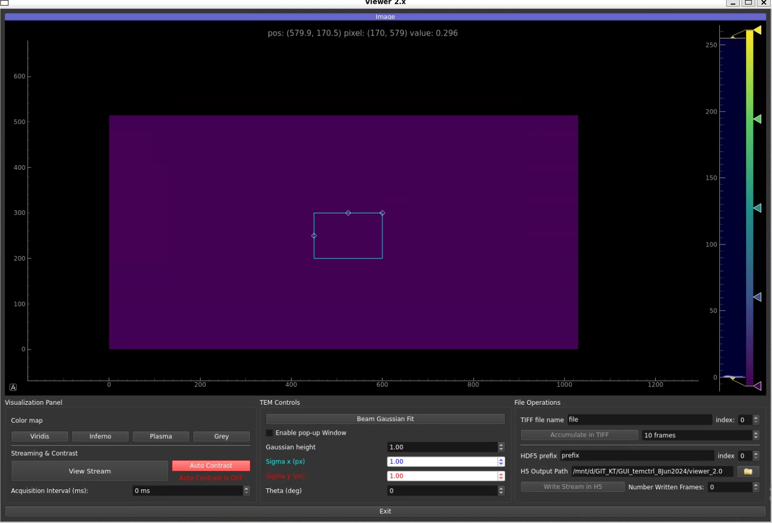 Viewer 2.x
Image
pos: (579.9, 170.5) pixel: (170, 579) value: 0.296
600
500
400
300
200
100
0
0 200 400 600 800 1000 1200
250
200
150
100
50
0
A
Visualization Panel
Color map
Viridis Inferno Plasma Grey
Streaming & Contrast
View Stream
Auto Contrast
Auto Contrast is OFF
Acquisition Interval (ms): 0 ms
TEM Controls
Beam Gaussian Fit
Enable pop-up Window
Gaussian height 1.00
Sigma x (px) 1.00
Sigma y (px) 1.00
Theta (deg) 0
File Operations
TIFF file name file index: 0
Accumulate in TIFF 10 frames
HDF5 prefix prefix index 0
H5 Output Path /mnt/d/GIT_KT/GUI_temctrl_8Jun2024/viewer_2.0
Write Stream in H5 Number Written Frames: 0
Exit